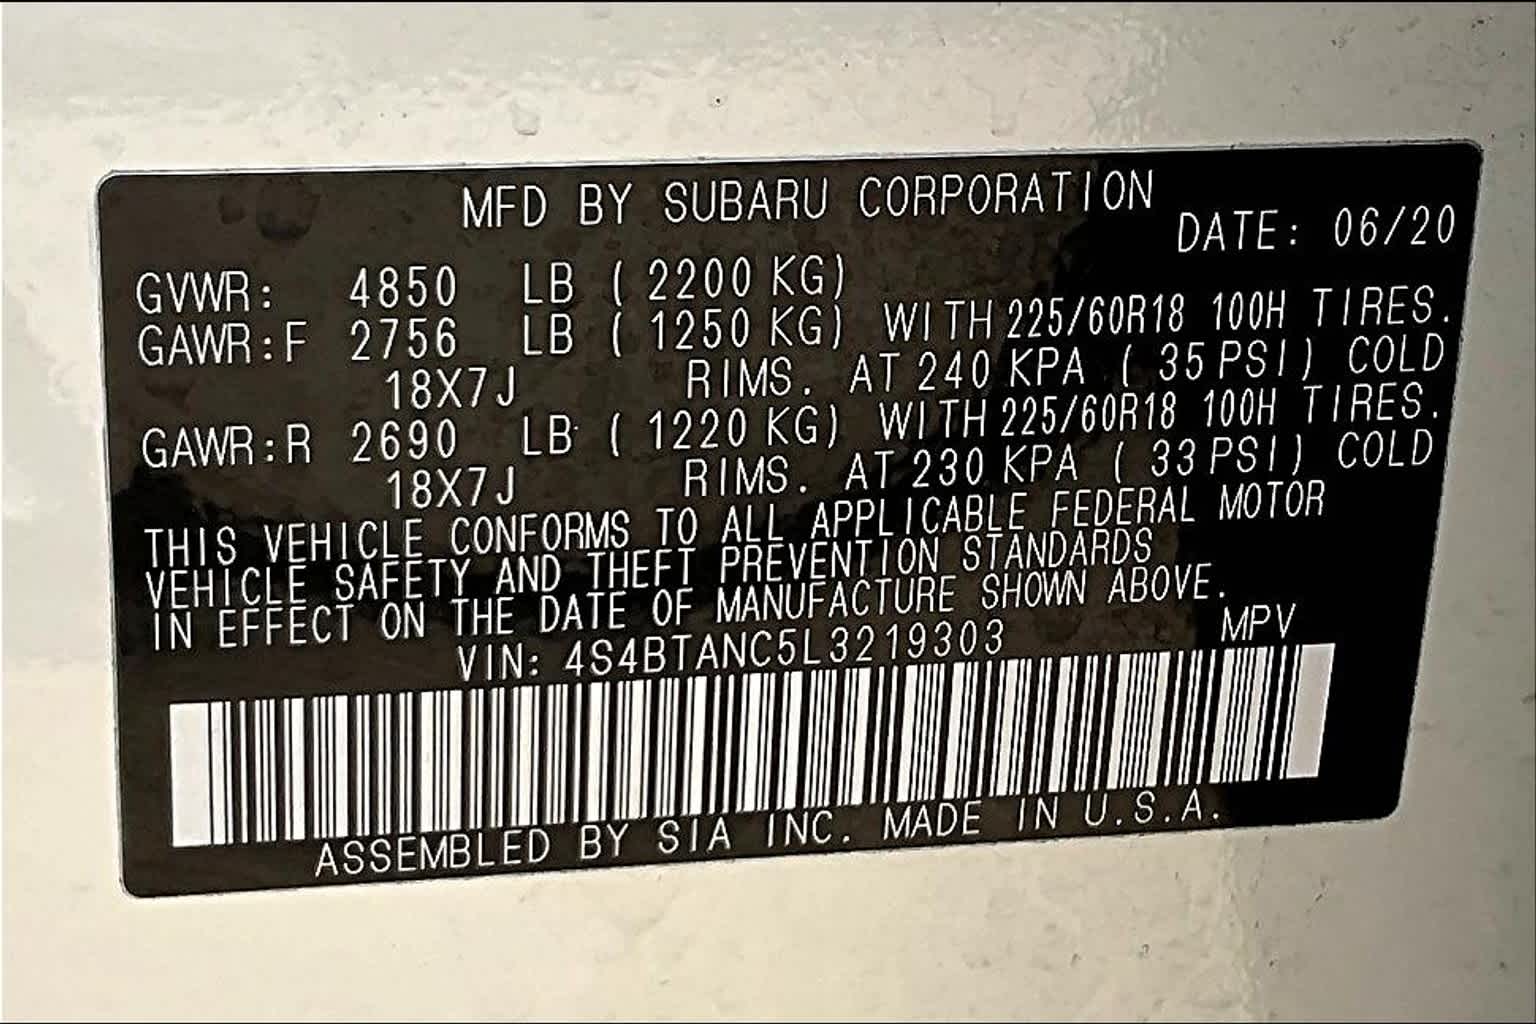 MFD BY SUBARU CORPORATION
DATE: 06/20
GVWR: 4850 LB ( 2200 KG)
GAWR:F 2756 LB ( 1250 KG) WITH 225/60R18 100H TIRES.
18X7J RIMS. AT 240 KPA ( 35 PSI) COLD
GAWR:R 2690 LB ( 1220 KG) WITH 225/60R18 100H TIRES.
18X7J RIMS. AT 230 KPA ( 33 PSI) COLD
THIS VEHICLE CONFORMS TO ALL APPLICABLE FEDERAL MOTOR
VEHICLE SAFETY AND THEFT PREVENTION STANDARDS
IN EFFECT ON THE DATE OF MANUFACTURE SHOWN ABOVE.
VIN: 4S4BTANC5L3219303 MPV
ASSEMBLED BY SIA INC. MADE IN U.S.A.